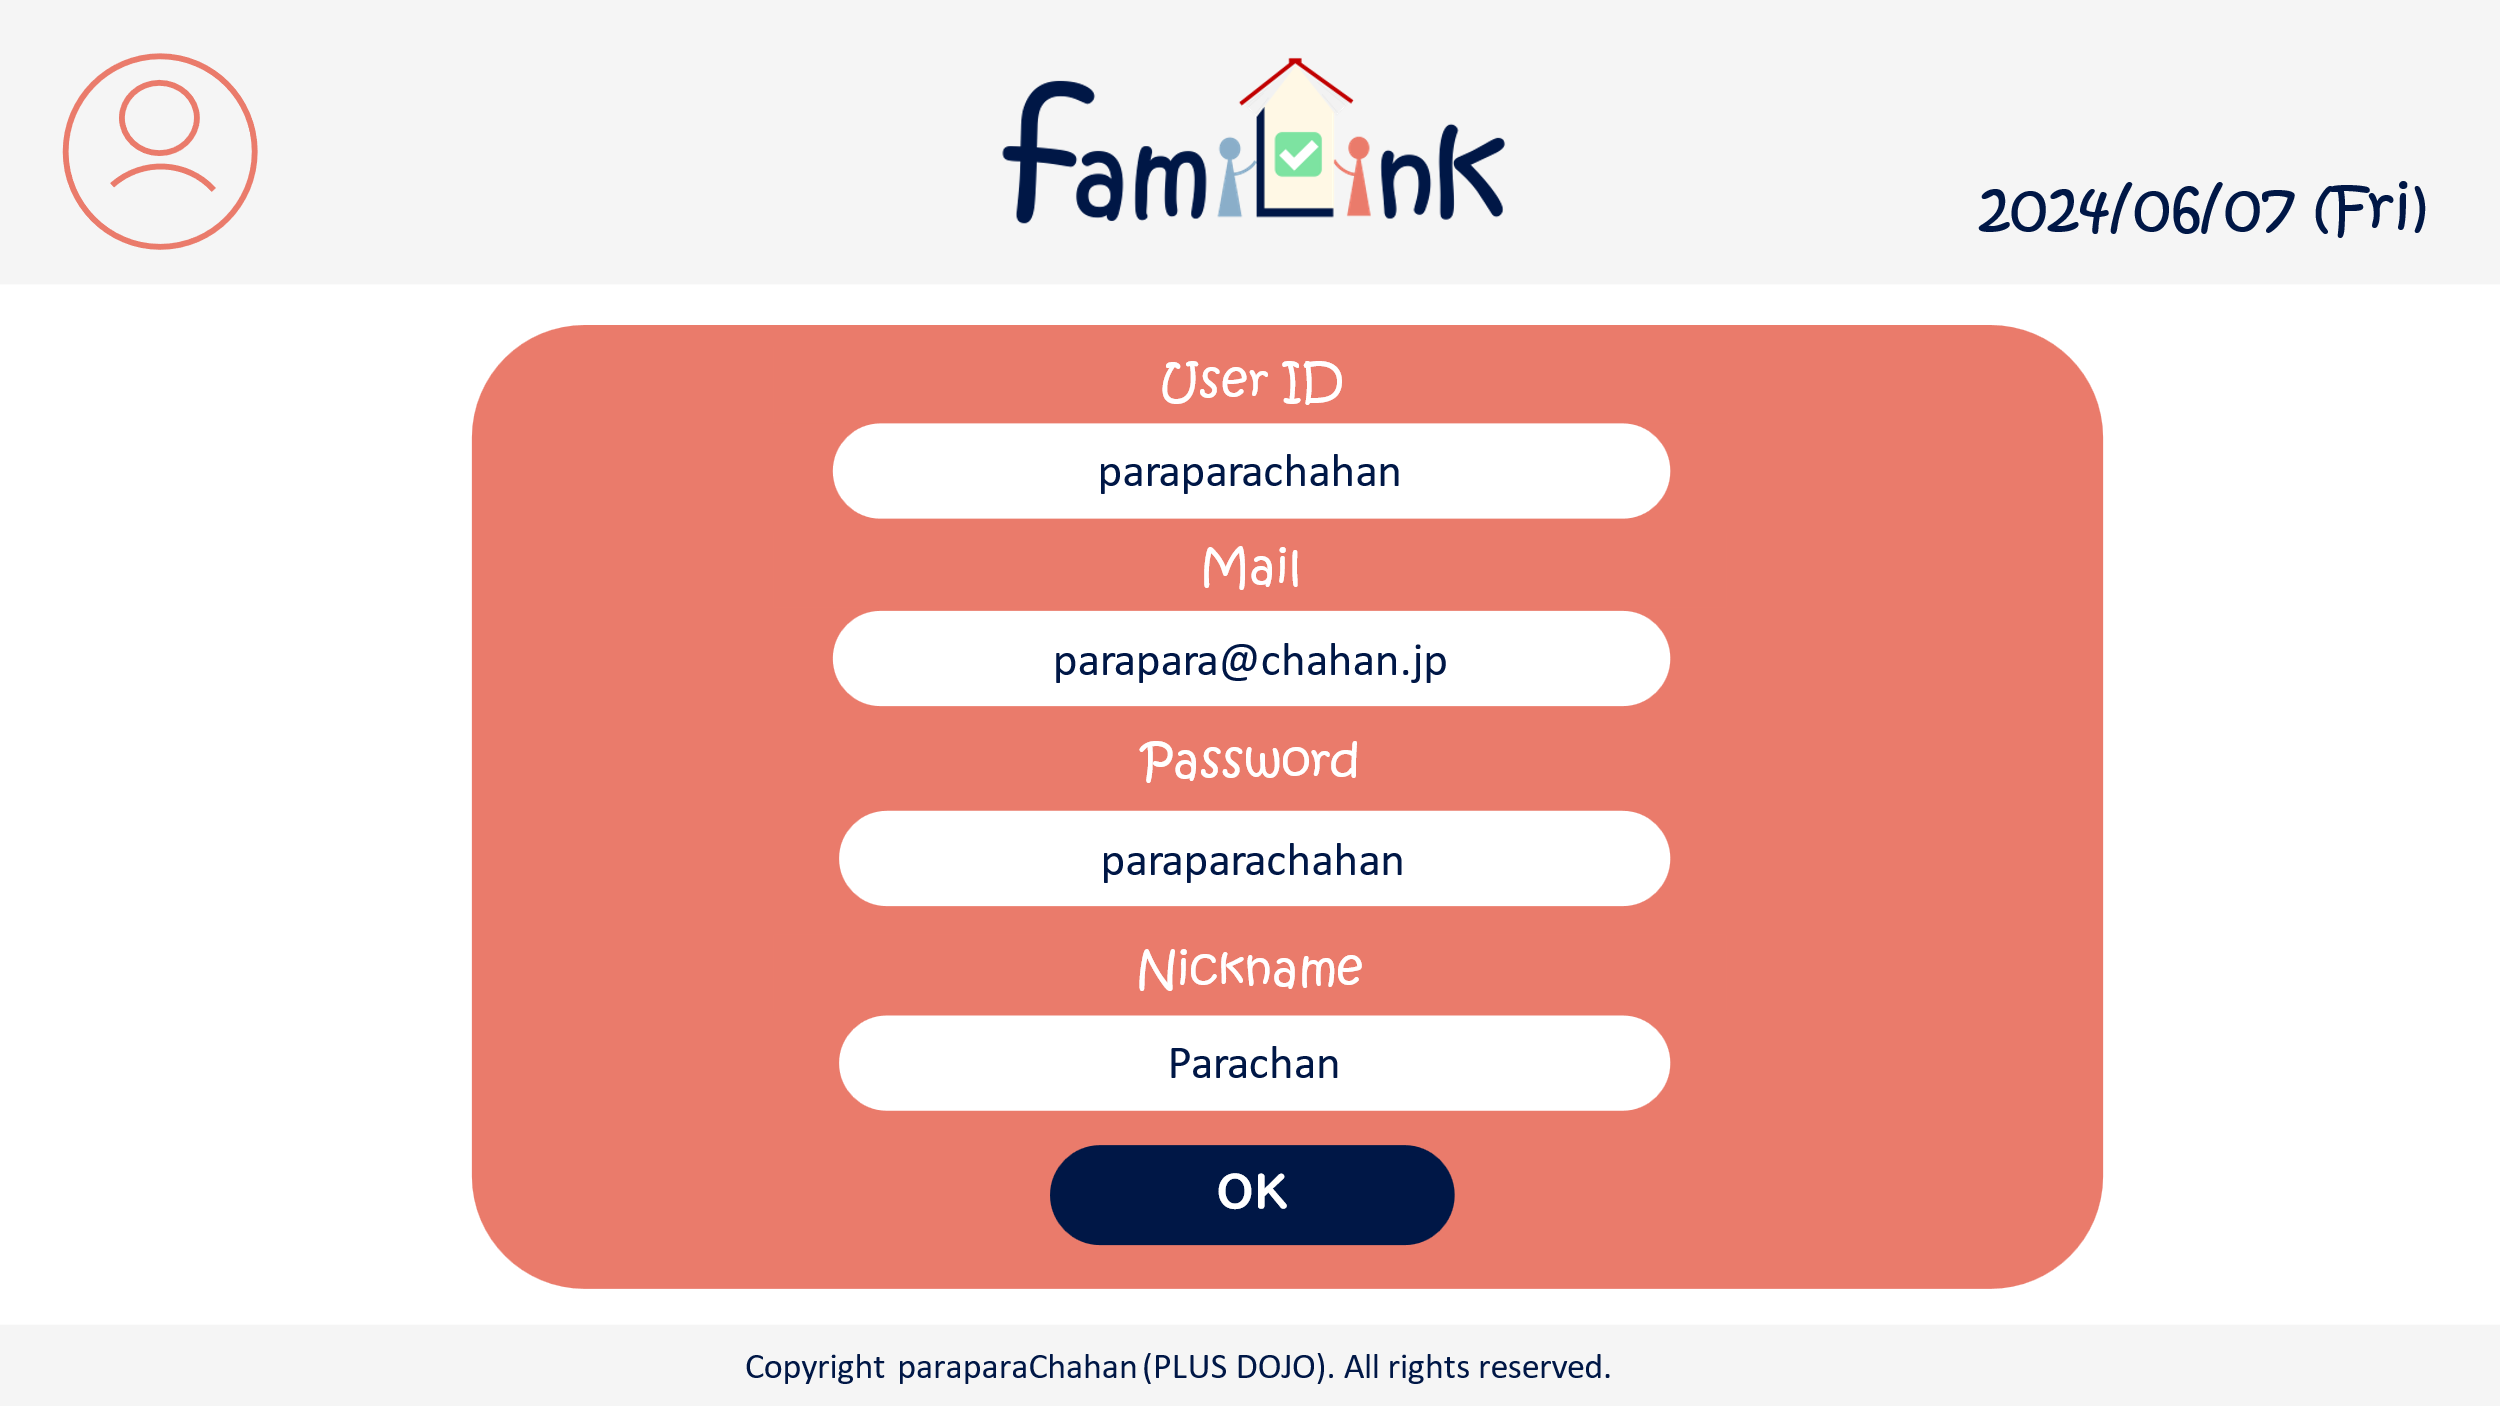 FamiLink
2024/06/07 (Fri)
User ID
paraparachahan
Mail
parapara@chahan.jp
Password
paraparachahan
Nickname
Parachan
OK
Copyright paraparaChahan(PLUS DOJO). All rights reserved.